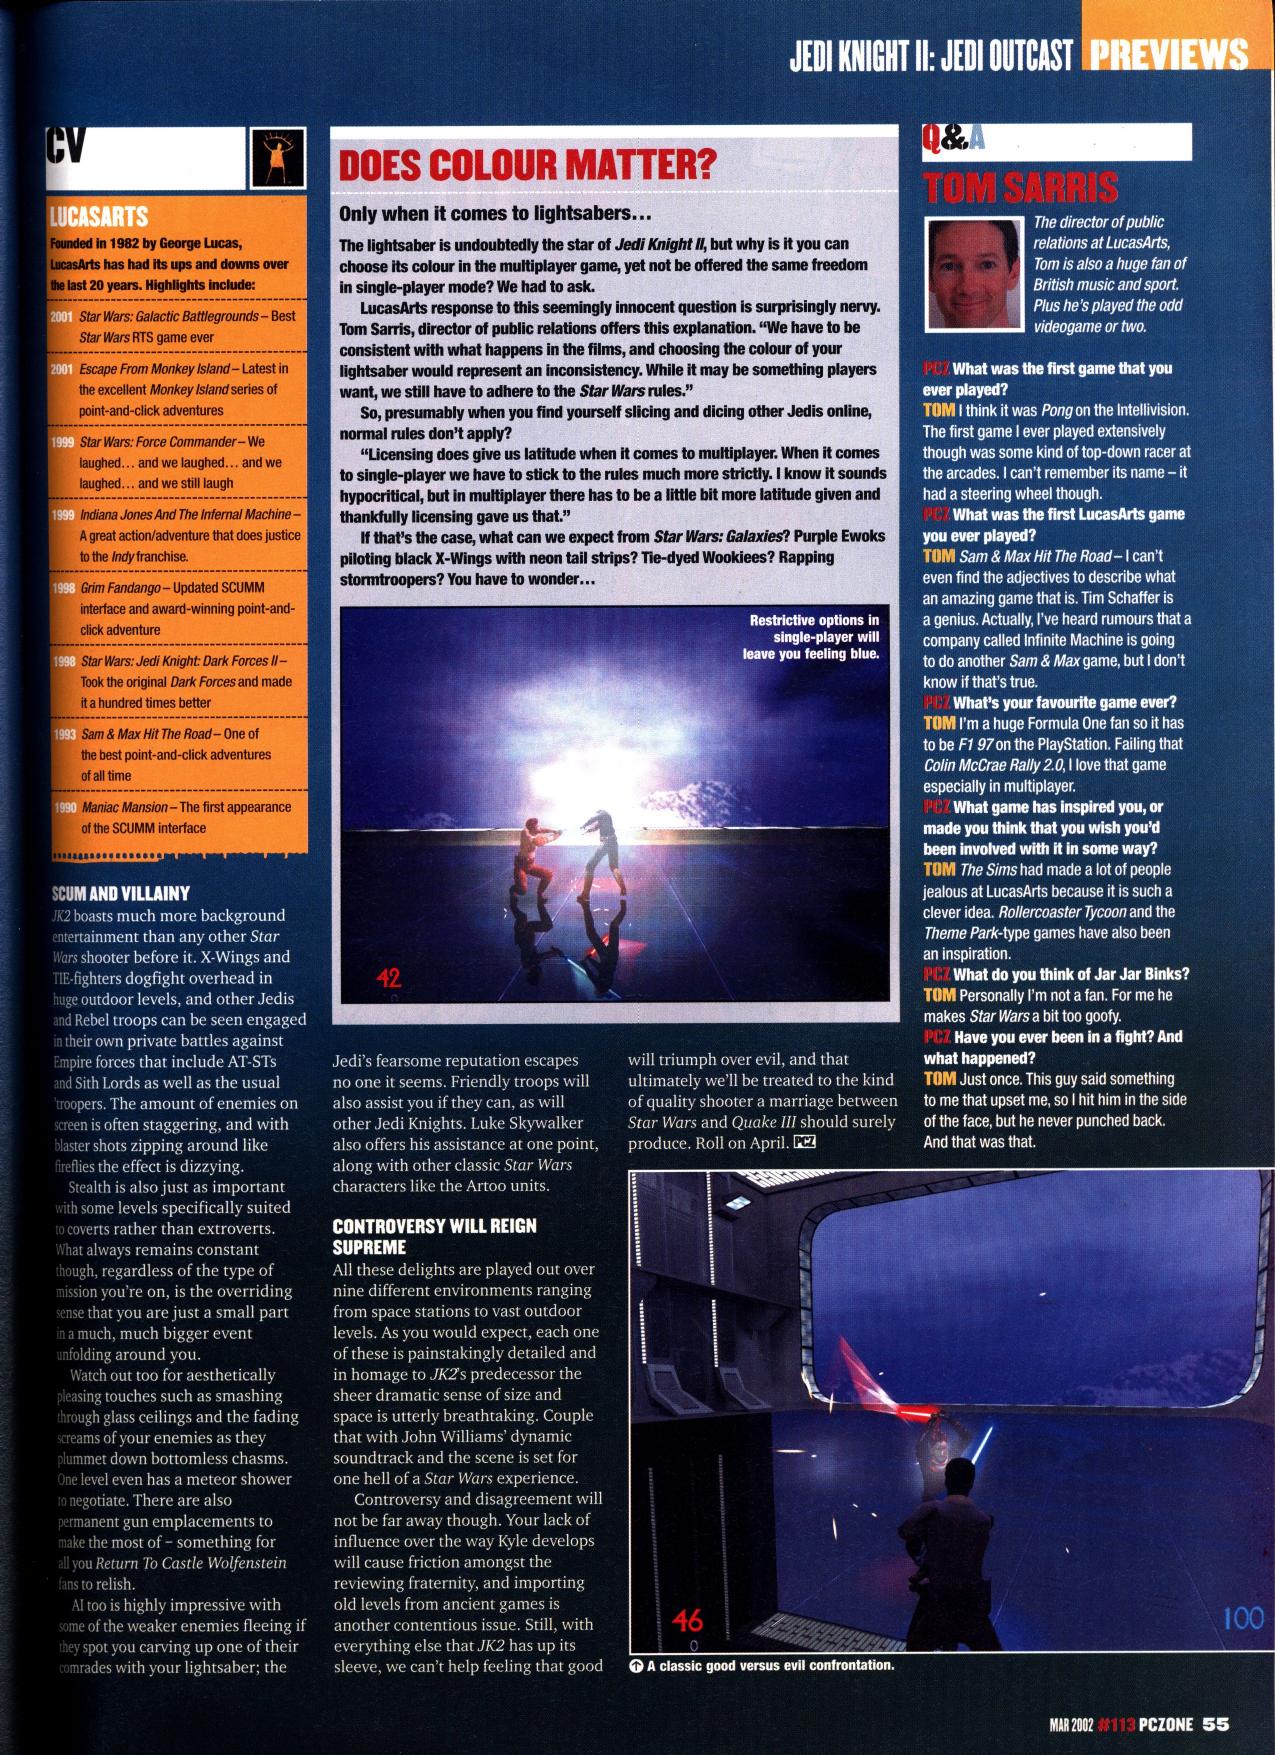 JEDI KNIGHT II: JEDI OUTCAST PREVIEWS
CV
LUCASARTS
Founded in 1982 by George Lucas,
LucasArts has had its ups and downs over
the last 20 years. Highlights include:
2001 Star Wars: Galactic Battlegrounds – Best
Star Wars RTS game ever
2001 Escape From Monkey Island – Latest in
the excellent Monkey Island series of
point-and-click adventures
1999 Star Wars: Force Commander – We
laughed... and we laughed... and we
laughed... and we still laugh
1999 Indiana Jones And The Infernal Machine –
A great action/adventure that does justice
to the Indy franchise.
1998 Grim Fandango – Updated SCUMM
interface and award-winning point-and-
click adventure
1998 Star Wars: Jedi Knight: Dark Forces II –
Took the original Dark Forces and made
it a hundred times better
1993 Sam & Max Hit The Road – One of
the best point-and-click adventures
of all time
1990 Maniac Mansion – The first appearance
of the SCUMM interface
SCUM AND VILLAINY
JK2 boasts much more background
entertainment than any other Star
Wars shooter before it. X-Wings and
TIE-fighters dogfight overhead in
huge outdoor levels, and other Jedis
and Rebel troops can be seen engaged
in their own private battles against
Empire forces that include AT-STs
and Sith Lords as well as the usual
'troopers. The amount of enemies on
screen is often staggering, and with
blaster shots zipping around like
fireflies the effect is dizzying.
Stealth is also just as important
with some levels specifically suited
to coverts rather than extroverts.
What always remains constant
though, regardless of the type of
mission you're on, is the overriding
sense that you are just a small part
in a much, much bigger event
unfolding around you.
Watch out too for aesthetically
pleasing touches such as smashing
through glass ceilings and the fading
screams of your enemies as they
plummet down bottomless chasms.
One level even has a meteor shower
to negotiate. There are also
permanent gun emplacements to
make the most of – something for
all you Return To Castle Wolfenstein
fans to relish.
AI too is highly impressive with
some of the weaker enemies fleeing if
they spot you carving up one of their
comrades with your lightsaber; the
DOES COLOUR MATTER?
Only when it comes to lightsabers...
The lightsaber is undoubtedly the star of Jedi Knight II, but why is it you can
choose its colour in the multiplayer game, yet not be offered the same freedom
in single-player mode? We had to ask.
LucasArts response to this seemingly innocent question is surprisingly nervy.
Tom Sarris, director of public relations offers this explanation. "We have to be
consistent with what happens in the films, and choosing the colour of your
lightsaber would represent an inconsistency. While it may be something players
want, we still have to adhere to the Star Wars rules."
So, presumably when you find yourself slicing and dicing other Jedis online,
normal rules don't apply?
"Licensing does give us latitude when it comes to multiplayer. When it comes
to single-player we have to stick to the rules much more strictly. I know it sounds
hypocritical, but in multiplayer there has to be a little bit more latitude given and
thankfully licensing gave us that."
If that's the case, what can we expect from Star Wars: Galaxies? Purple Ewoks
piloting black X-Wings with neon tail strips? Tie-dyed Wookiees? Rapping
stormtroopers? You have to wonder...
Restrictive options in
single-player will
leave you feeling blue.
42
0
Jedi's fearsome reputation escapes
no one it seems. Friendly troops will
also assist you if they can, as will
other Jedi Knights. Luke Skywalker
also offers his assistance at one point,
along with other classic Star Wars
characters like the Artoo units.
CONTROVERSY WILL REIGN
SUPREME
All these delights are played out over
nine different environments ranging
from space stations to vast outdoor
levels. As you would expect, each one
of these is painstakingly detailed and
in homage to JK2's predecessor the
sheer dramatic sense of size and
space is utterly breathtaking. Couple
that with John Williams' dynamic
soundtrack and the scene is set for
one hell of a Star Wars experience.
Controversy and disagreement will
not be far away though. Your lack of
influence over the way Kyle develops
will cause friction amongst the
reviewing fraternity, and importing
old levels from ancient games is
another contentious issue. Still, with
everything else that JK2 has up its
sleeve, we can't help feeling that good
will triumph over evil, and that
ultimately we'll be treated to the kind
of quality shooter a marriage between
Star Wars and Quake III should surely
produce. Roll on April. PCZ
Q&A
TOM SARRIS
The director of public
relations at LucasArts,
Tom is also a huge fan of
British music and sport.
Plus he's played the odd
videogame or two.
PCZ What was the first game that you
ever played?
TOM I think it was Pong on the Intellivision.
The first game I ever played extensively
though was some kind of top-down racer at
the arcades. I can't remember its name – it
had a steering wheel though.
PCZ What was the first LucasArts game
you ever played?
TOM Sam & Max Hit The Road – I can't
even find the adjectives to describe what
an amazing game that is. Tim Schaffer is
a genius. Actually, I've heard rumours that a
company called Infinite Machine is going
to do another Sam & Max game, but I don't
know if that's true.
PCZ What's your favourite game ever?
TOM I'm a huge Formula One fan so it has
to be F1 97 on the PlayStation. Failing that
Colin McCrae Rally 2.0, I love that game
especially in multiplayer.
PCZ What game has inspired you, or
made you think that you wish you'd
been involved with it in some way?
TOM The Sims had made a lot of people
jealous at LucasArts because it is such a
clever idea. Rollercoaster Tycoon and the
Theme Park-type games have also been
an inspiration.
PCZ What do you think of Jar Jar Binks?
TOM Personally I'm not a fan. For me he
makes Star Wars a bit too goofy.
PCZ Have you ever been in a fight? And
what happened?
TOM Just once. This guy said something
to me that upset me, so I hit him in the side
of the face, but he never punched back.
And that was that.
46
0
100
A classic good versus evil confrontation.
MAR 2002 #113 PCZONE 55